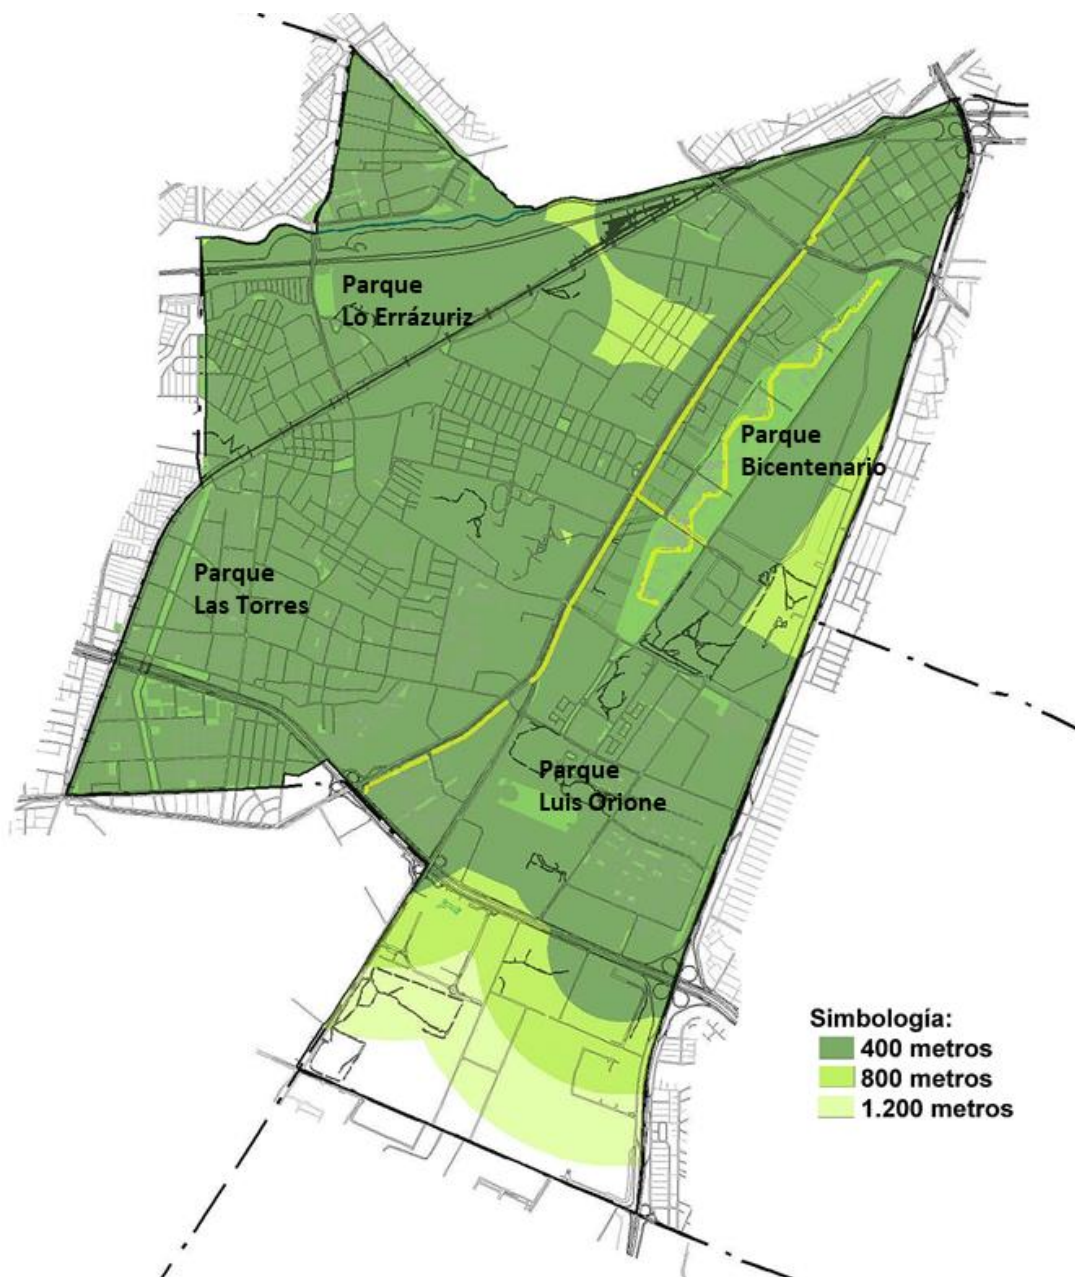 Parque
Lo Errázuriz
Parque
Bicentenario
Parque
Las Torres
Parque
Luis Orione
Simbología:
400 metros
800 metros
1.200 metros